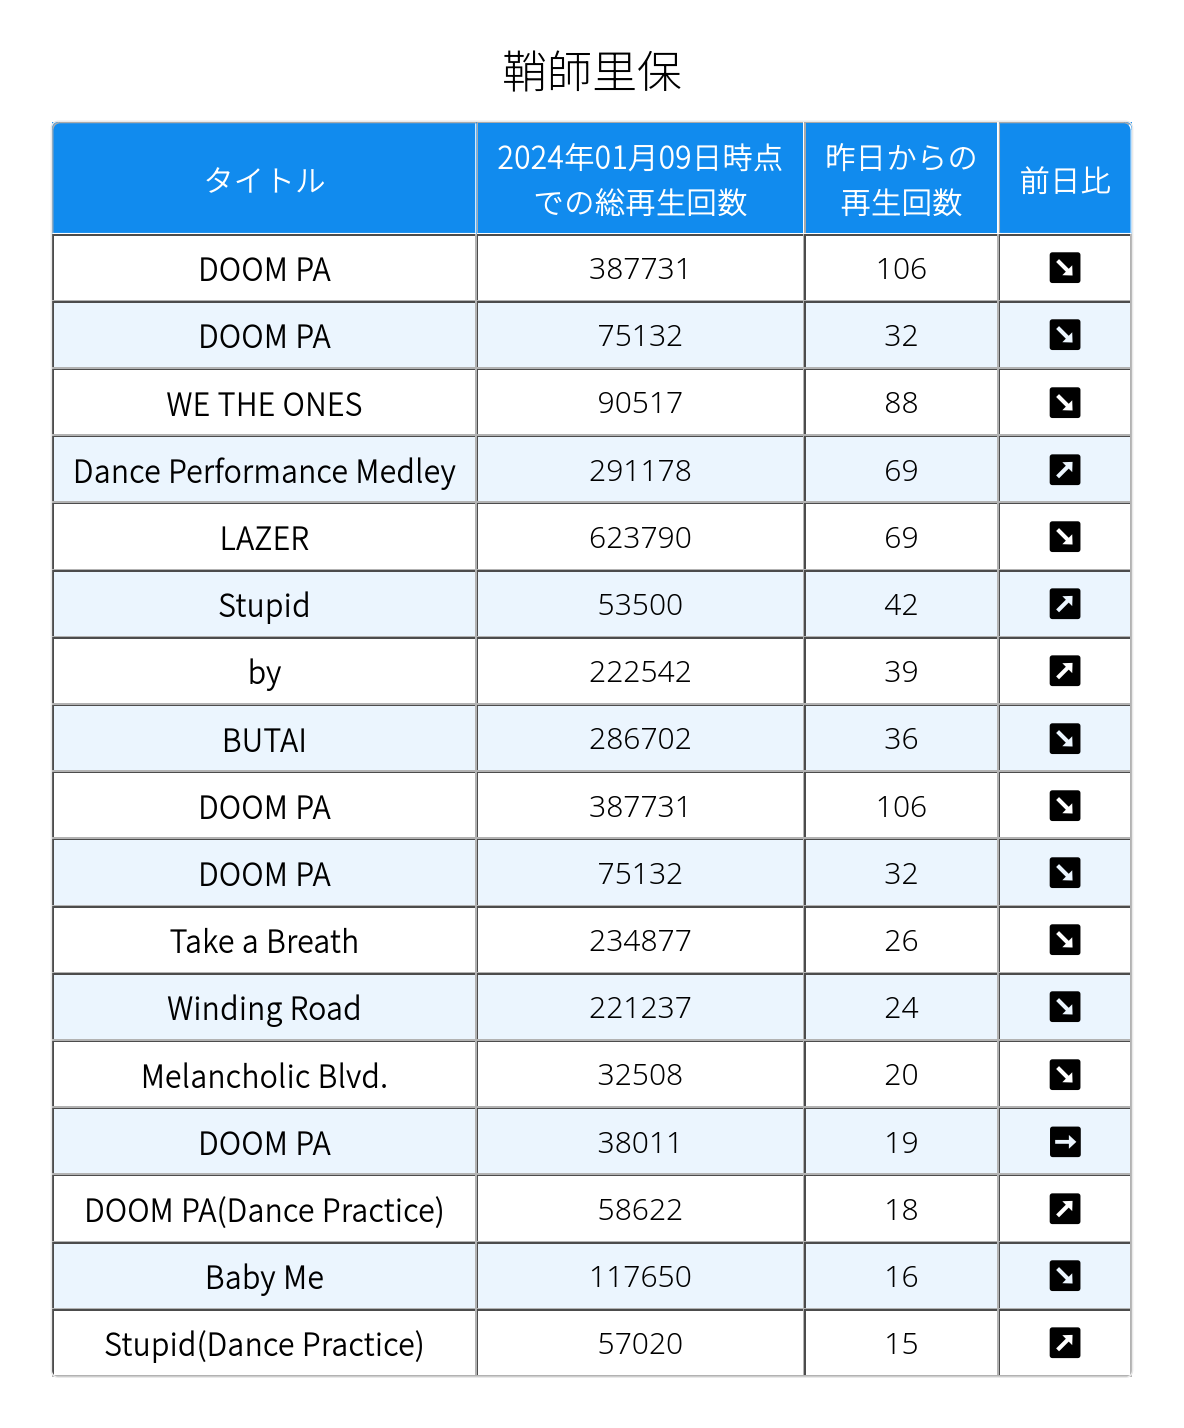 鞘師里保
タイトル
2024年01月09日時点
での総再生回数
昨日からの
再生回数
前日比
DOOM PA 387731 106 ↘
DOOM PA 75132 32 ↘
WE THE ONES 90517 88 ↘
Dance Performance Medley 291178 69 ↗
LAZER 623790 69 ↘
Stupid 53500 42 ↗
by 222542 39 ↗
BUTAI 286702 36 ↘
DOOM PA 387731 106 ↘
DOOM PA 75132 32 ↘
Take a Breath 234877 26 ↘
Winding Road 221237 24 ↘
Melancholic Blvd. 32508 20 ↘
DOOM PA 38011 19 →
DOOM PA(Dance Practice) 58622 18 ↗
Baby Me 117650 16 ↘
Stupid(Dance Practice) 57020 15 ↗